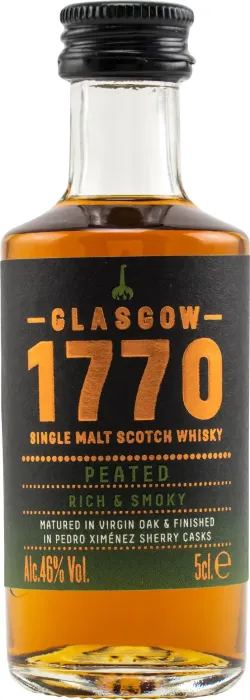 GLASGOW
1770
SINGLE MALT SCOTCH WHISKY
PEATED
RICH & SMOKY
MATURED IN VIRGIN OAK & FINISHED
IN PEDRO XIMÉNEZ SHERRY CASKS
Alc.46% Vol. 5cl.e